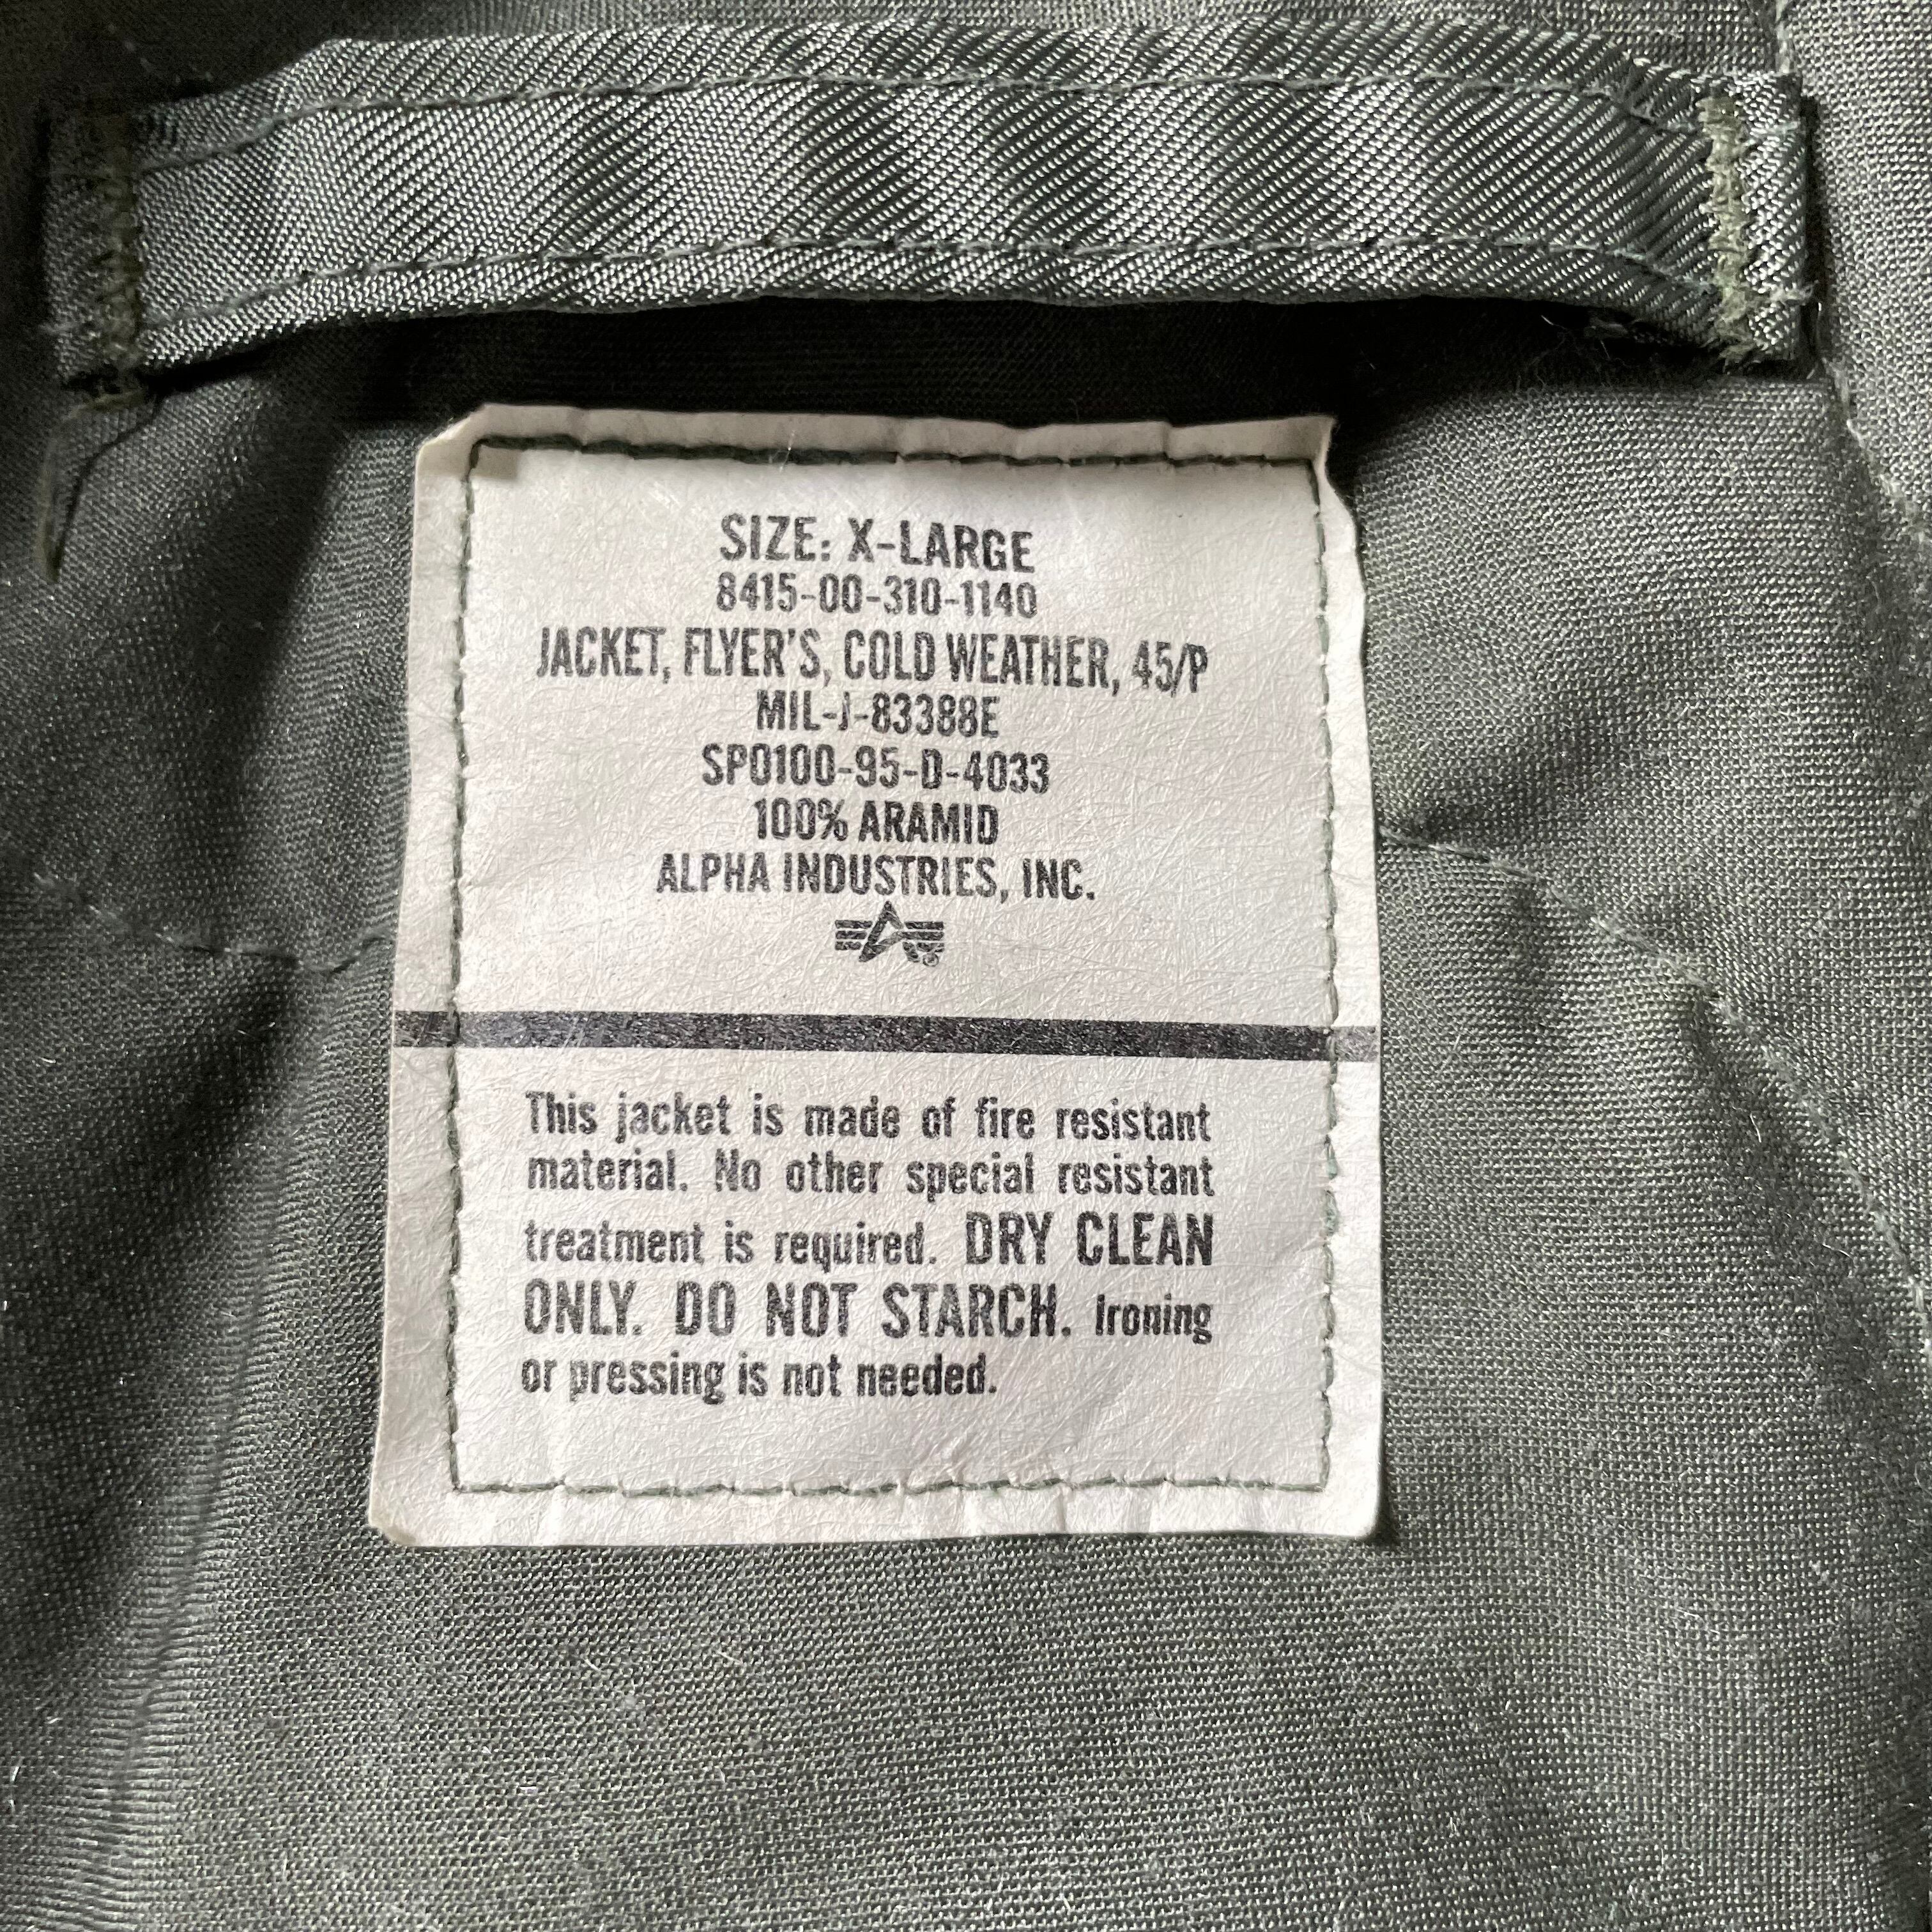 SIZE: X-LARGE
8415-00-310-1140
JACKET, FLYER'S, COLD WEATHER, 45/P
MIL-J-83388E
SPO100-95-D-4033
100% ARAMID
ALPHA INDUSTRIES, INC.
This jacket is made of fire resistant
material. No other special resistant
treatment is required. DRY CLEAN
ONLY. DO NOT STARCH. Ironing
or pressing is not needed.